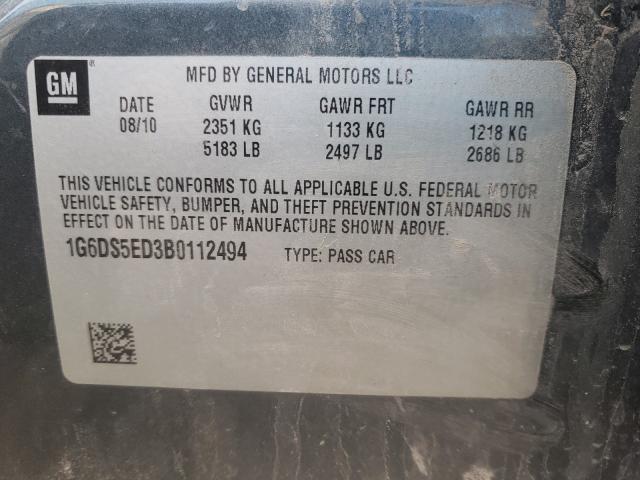 GM®
MFD BY GENERAL MOTORS LLC
DATE GVWR GAWR FRT GAWR RR
08/10 2351 KG 1133 KG 1218 KG
5183 LB 2497 LB 2686 LB
THIS VEHICLE CONFORMS TO ALL APPLICABLE U.S. FEDERAL MOTOR
VEHICLE SAFETY, BUMPER, AND THEFT PREVENTION STANDARDS IN
EFFECT ON THE DATE OF MANUFACTURE SHOWN ABOVE.
1G6DS5ED3B0112494 TYPE: PASS CAR